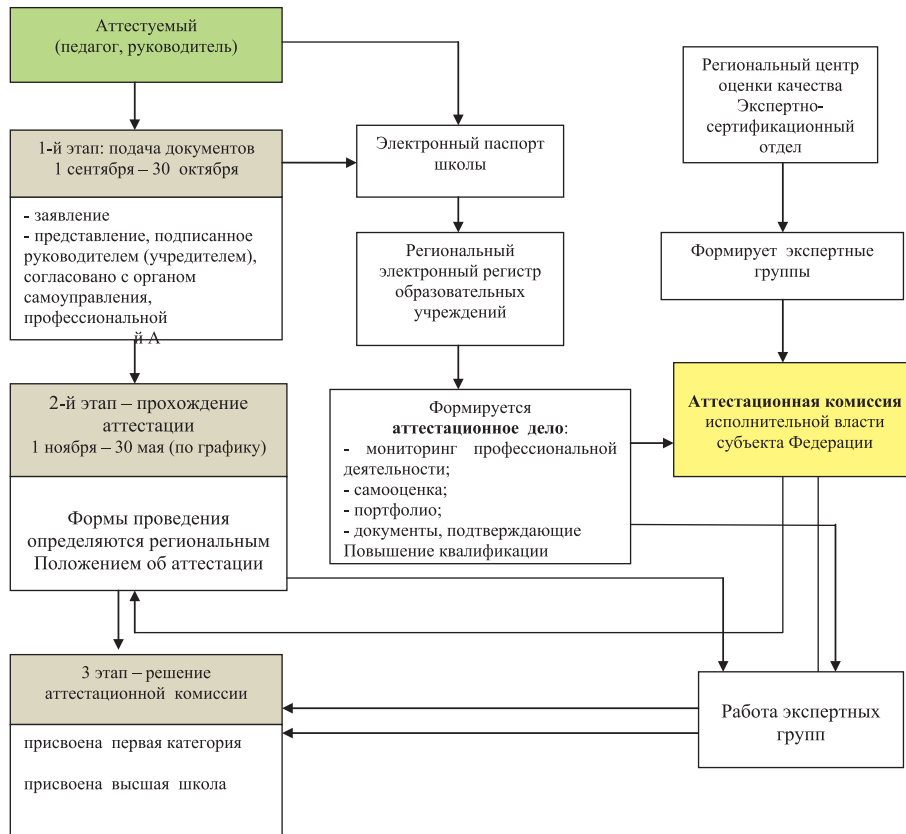 Аттестуемый
(педагог, руководитель)
1-й этап: подача документов
1 сентября – 30 октября
- заявление
- представление, подписанное
руководителем (учредителем),
согласовано с органом
самоуправления,
профессиональной
й А
2-й этап – прохождение
аттестации
1 ноября – 30 мая (по графику)
Формы проведения
определяются региональным
Положением об аттестации
3 этап – решение
аттестационной комиссии
присвоена первая категория
присвоена высшая школа
Электронный паспорт
школы
Региональный
электронный регистр
образовательных
учреждений
Формируется
аттестационное дело:
- мониторинг профессиональной
деятельности;
- самооценка;
- портфолио;
- документы, подтверждающие
Повышение квалификации
Региональный центр
оценки качества
Экспертно-
сертификационный
отдел
Формирует экспертные
группы
Аттестационная комиссия
исполнительной власти
субъекта Федерации
Работа экспертных
групп